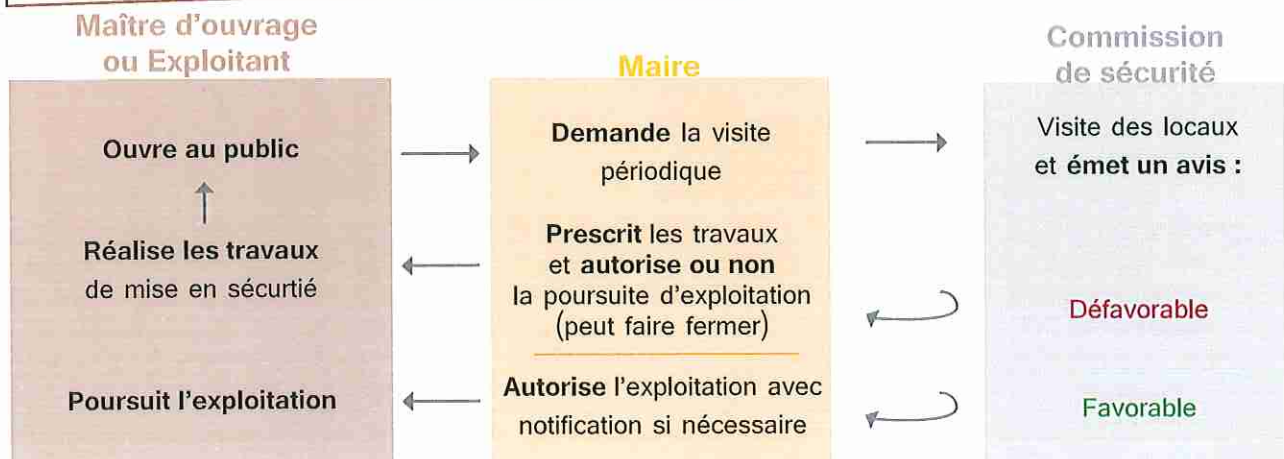 Maître d'ouvrage
ou Exploitant
Ouvre au public
Réalise les travaux
de mise en sécurtié
Poursuit l'exploitation
Maire
Demande la visite
périodique
Prescrit les travaux
et autorise ou non
la poursuite d'exploitation
(peut faire fermer)
Autorise l'exploitation avec
notification si nécessaire
Commission
de sécurité
Visite des locaux
et émet un avis :
Défavorable
Favorable